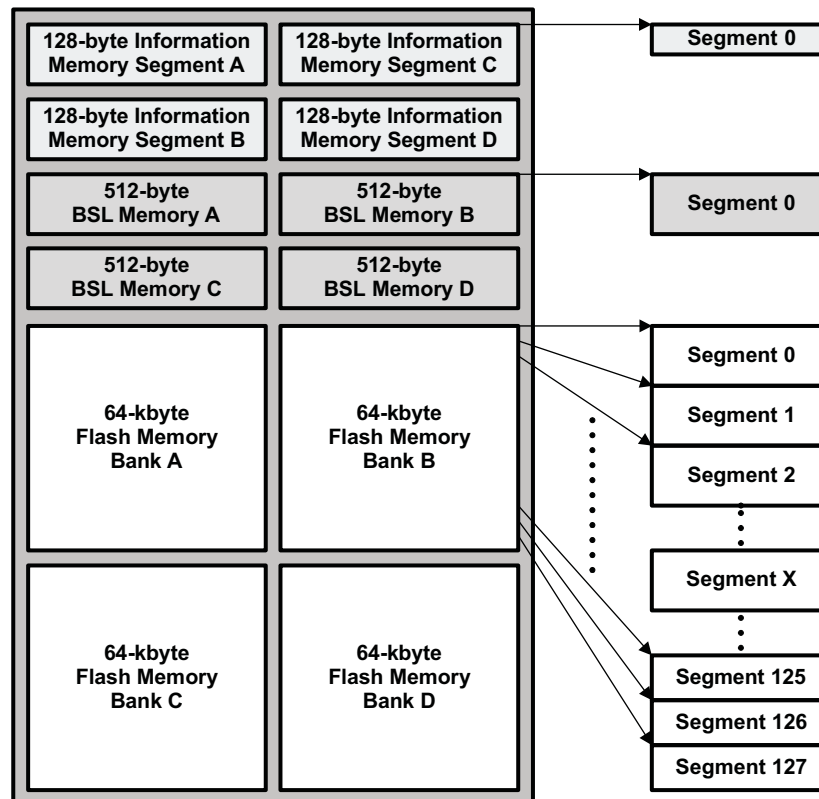 128-byte Information
Memory Segment A
128-byte Information
Memory Segment C
Segment 0
128-byte Information
Memory Segment B
128-byte Information
Memory Segment D
512-byte
BSL Memory A
512-byte
BSL Memory B
Segment 0
512-byte
BSL Memory C
512-byte
BSL Memory D
64-kbyte
Flash Memory
Bank A
64-kbyte
Flash Memory
Bank B
Segment 0
Segment 1
Segment 2
Segment X
64-kbyte
Flash Memory
Bank C
64-kbyte
Flash Memory
Bank D
Segment 125
Segment 126
Segment 127